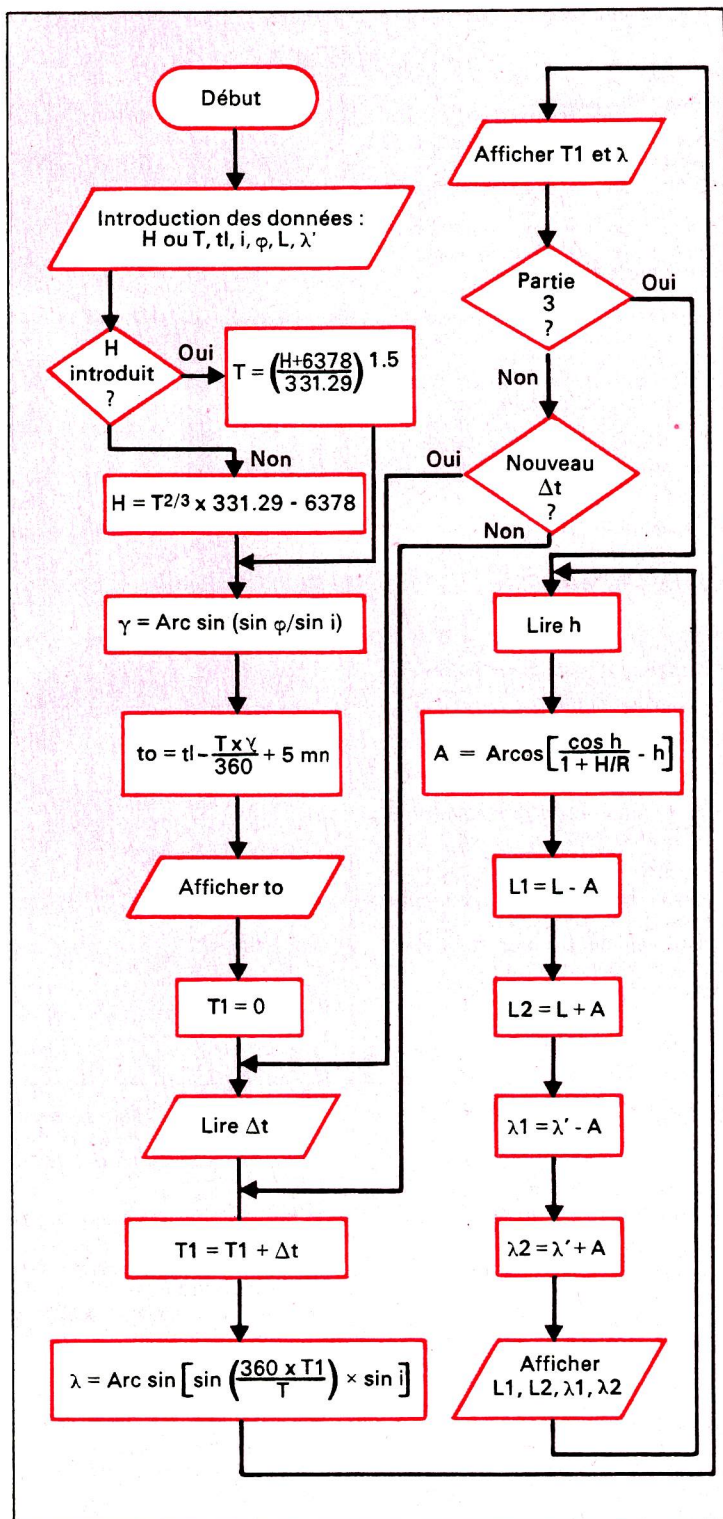 Début
Introduction des données :
H ou T, tl, i, φ, L, λ'
H
introduit
?
Oui
T = ((H+6378)/331.29) 1.5
Non
H = T2/3 x 331.29 - 6378
γ = Arc sin (sin φ/sin i)
to = tl - (T x γ)/360 + 5 mn
Afficher to
T1 = 0
Lire Δt
T1 = T1 + Δt
λ = Arc sin [sin ((360 x T1)/T) × sin i]
Afficher T1 et λ
Partie
3
?
Oui
Non
Nouveau
Δt
?
Oui
Non
Lire h
A = Arcos [cos h/(1 + H/R) - h]
L1 = L - A
L2 = L + A
λ1 = λ' - A
λ2 = λ' + A
Afficher
L1, L2, λ1, λ2